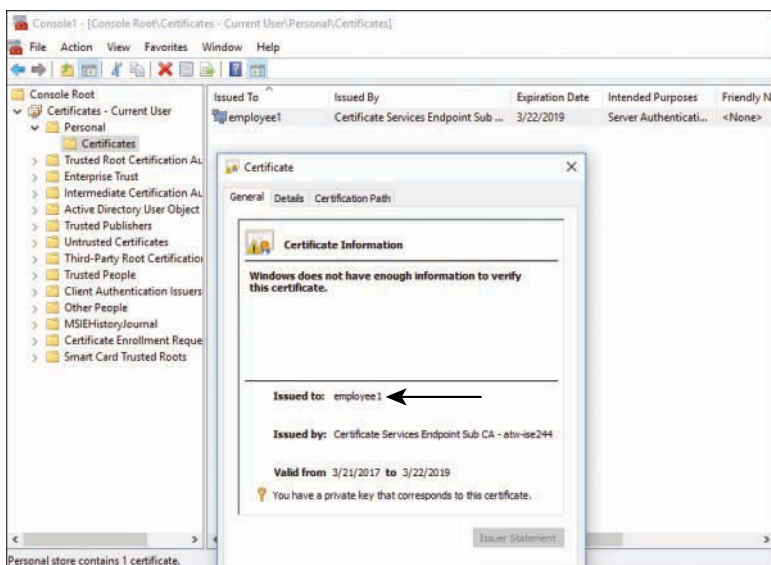 Console1 - [Console Root\Certificates - Current User\Personal\Certificates]
File Action View Favorites Window Help
Console Root
Certificates - Current User
Personal
Certificates
Trusted Root Certification Au
Enterprise Trust
Intermediate Certification Au
Active Directory User Object
Trusted Publishers
Untrusted Certificates
Third-Party Root Certification
Trusted People
Client Authentication Issuers
Other People
MSIEHistoryJournal
Certificate Enrollment Reque
Smart Card Trusted Roots
Issued To Issued By Expiration Date Intended Purposes Friendly N
employee1 Certificate Services Endpoint Sub ... 3/22/2019 Server Authenticati... <None>
Certificate
General Details Certification Path
Certificate Information
Windows does not have enough information to verify
this certificate.
Issued to: employee1
Issued by: Certificate Services Endpoint Sub CA - atw-ise244
Valid from 3/21/2017 to 3/22/2019
You have a private key that corresponds to this certificate.
Issuer Statement
Personal store contains 1 certificate.